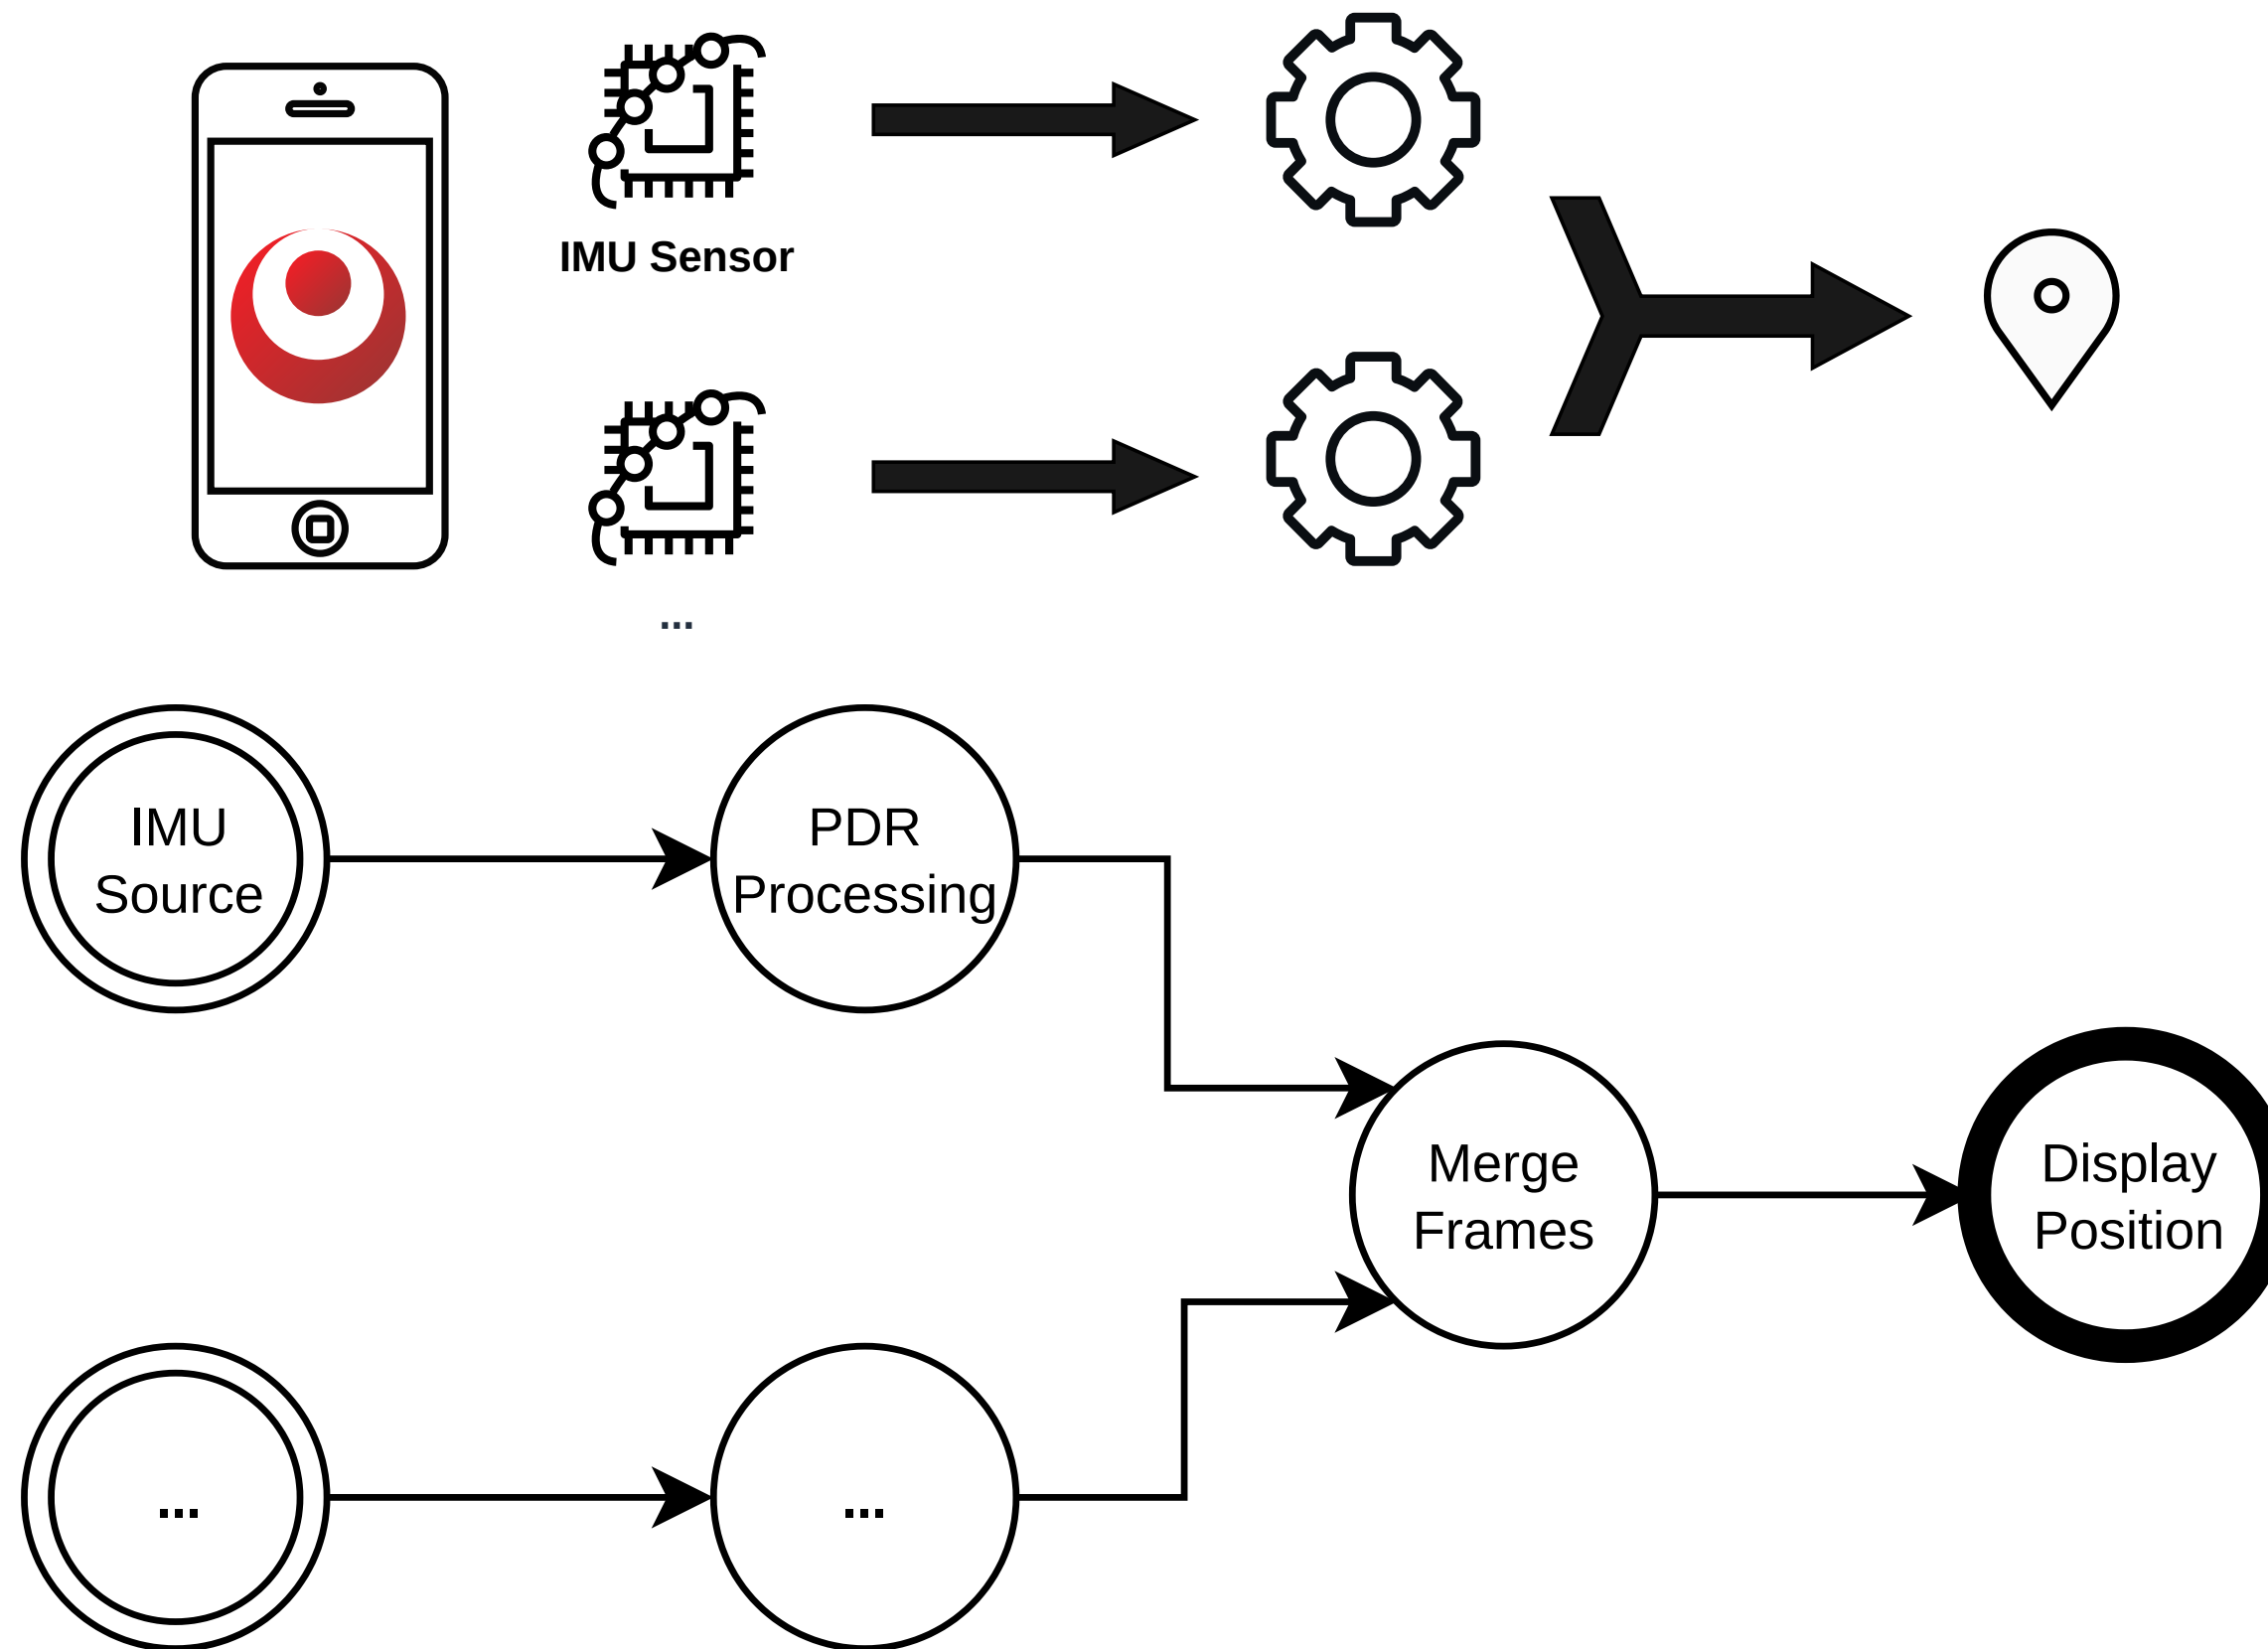 IMU Sensor
...
IMU
Source
PDR
Processing
Merge
Frames
Display
Position
...
...